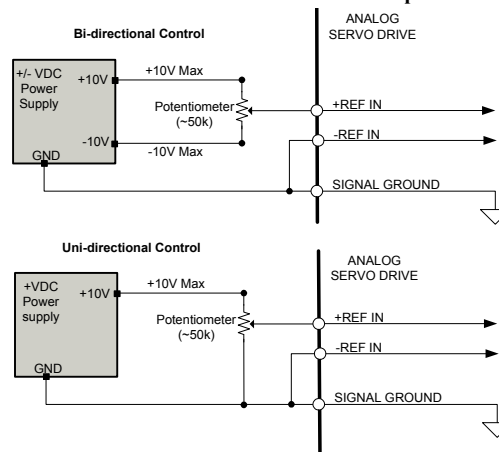 ANALOG
SERVO DRIVE
Bi-directional Control
+/- VDC
Power
Supply
+10V
+10V Max
Potentiometer
(~50k)
-10V
-10V Max
GND
+REF IN
-REF IN
SIGNAL GROUND
Uni-directional Control
ANALOG
SERVO DRIVE
+VDC
Power
supply
+10V
+10V Max
Potentiometer
(~50k)
GND
+REF IN
-REF IN
SIGNAL GROUND